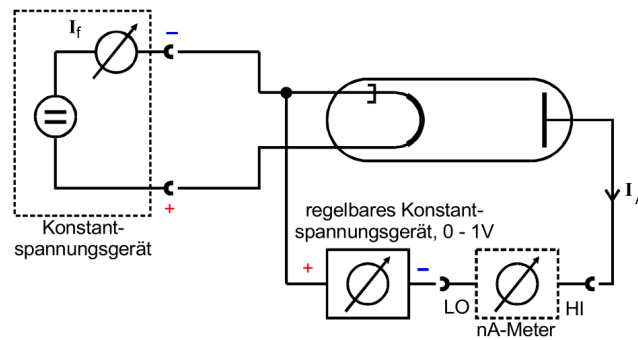 I_f
−
+
Konstant-
spannungsgerät
regelbares Konstant-
spannungsgerät, 0 - 1V
+
−
LO
HI
nA-Meter
I